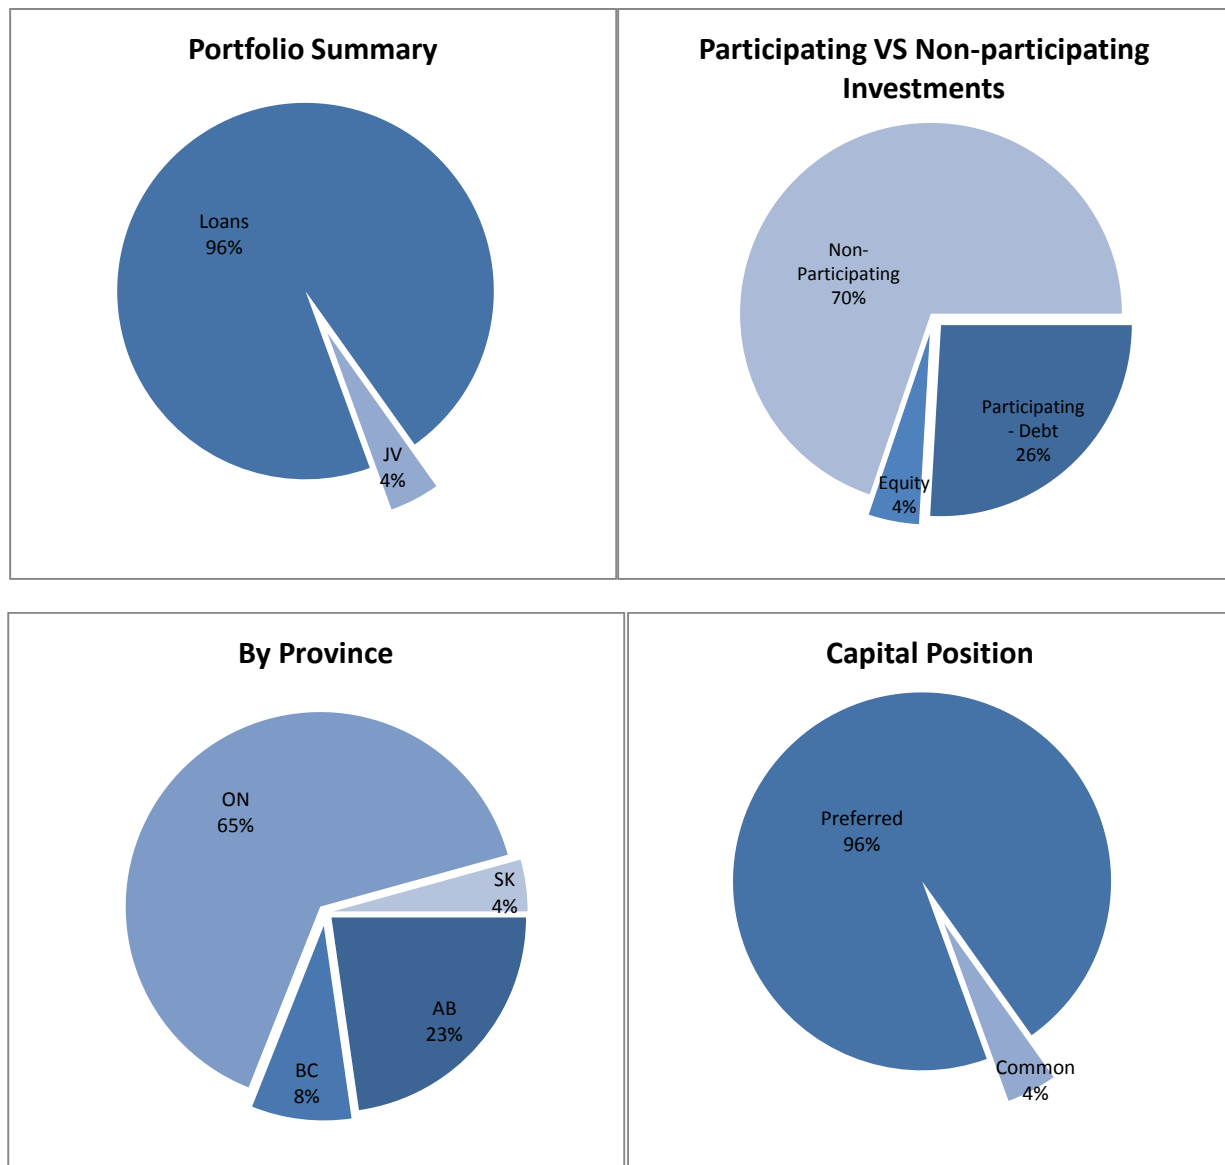 Portfolio Summary
Loans
96%
JV
4%
Participating VS Non-participating
Investments
Non-
Participating
70%
Participating
- Debt
26%
Equity
4%
By Province
ON
65%
SK
4%
AB
23%
BC
8%
Capital Position
Preferred
96%
Common
4%